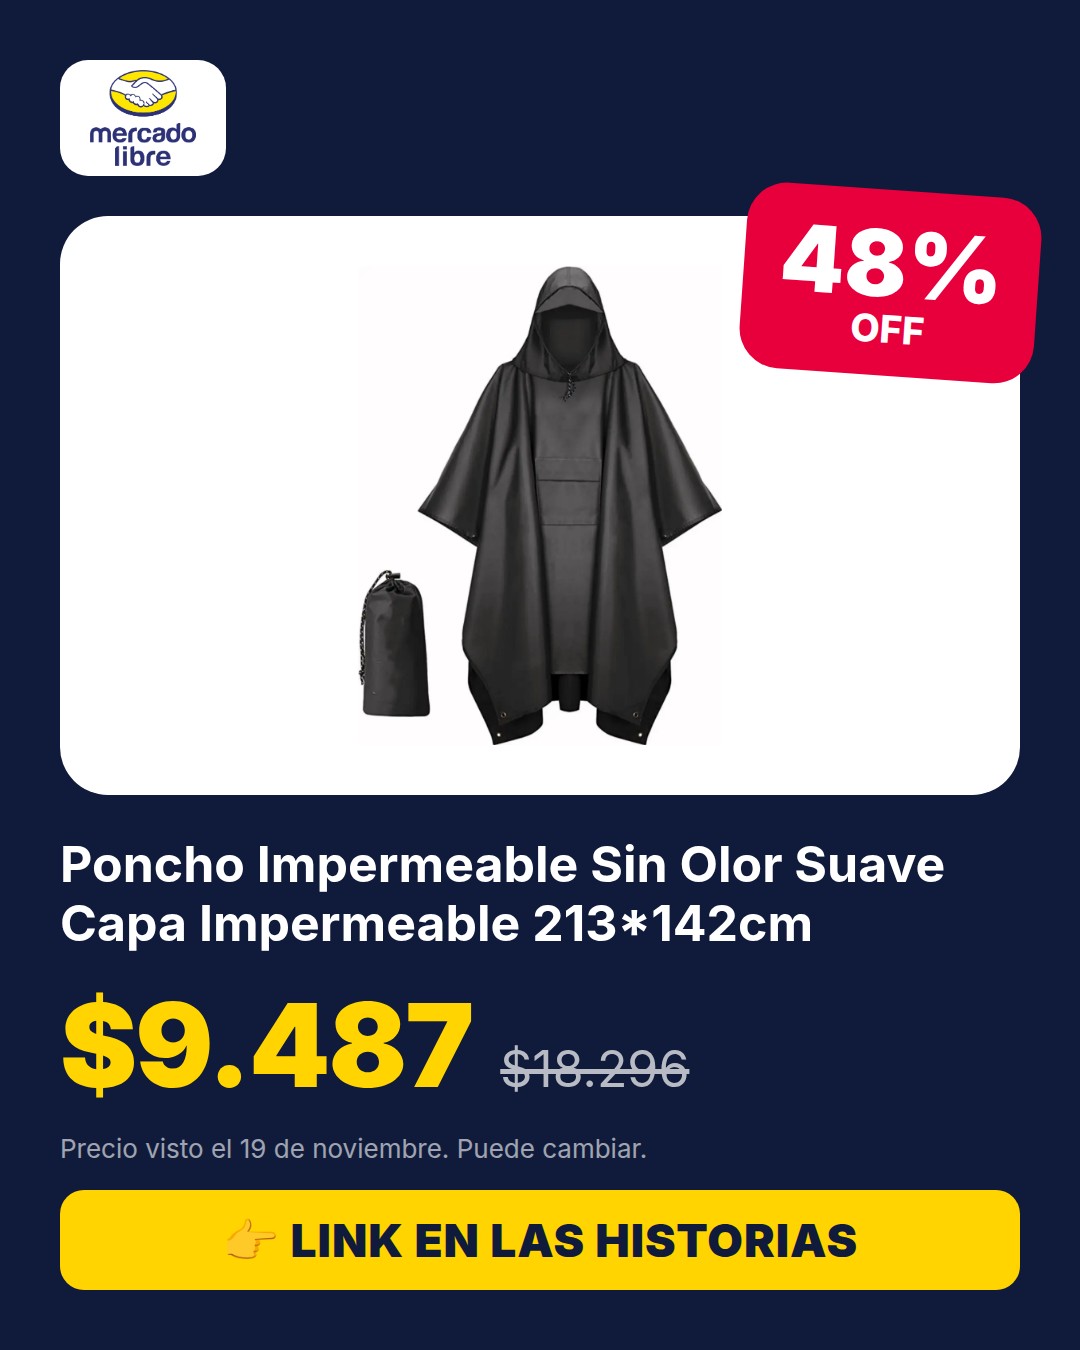 mercado
libre
48%
OFF
Poncho Impermeable Sin Olor Suave
Capa Impermeable 213*142cm
$9.487 $18.296
Precio visto el 19 de noviembre. Puede cambiar.
👉 LINK EN LAS HISTORIAS